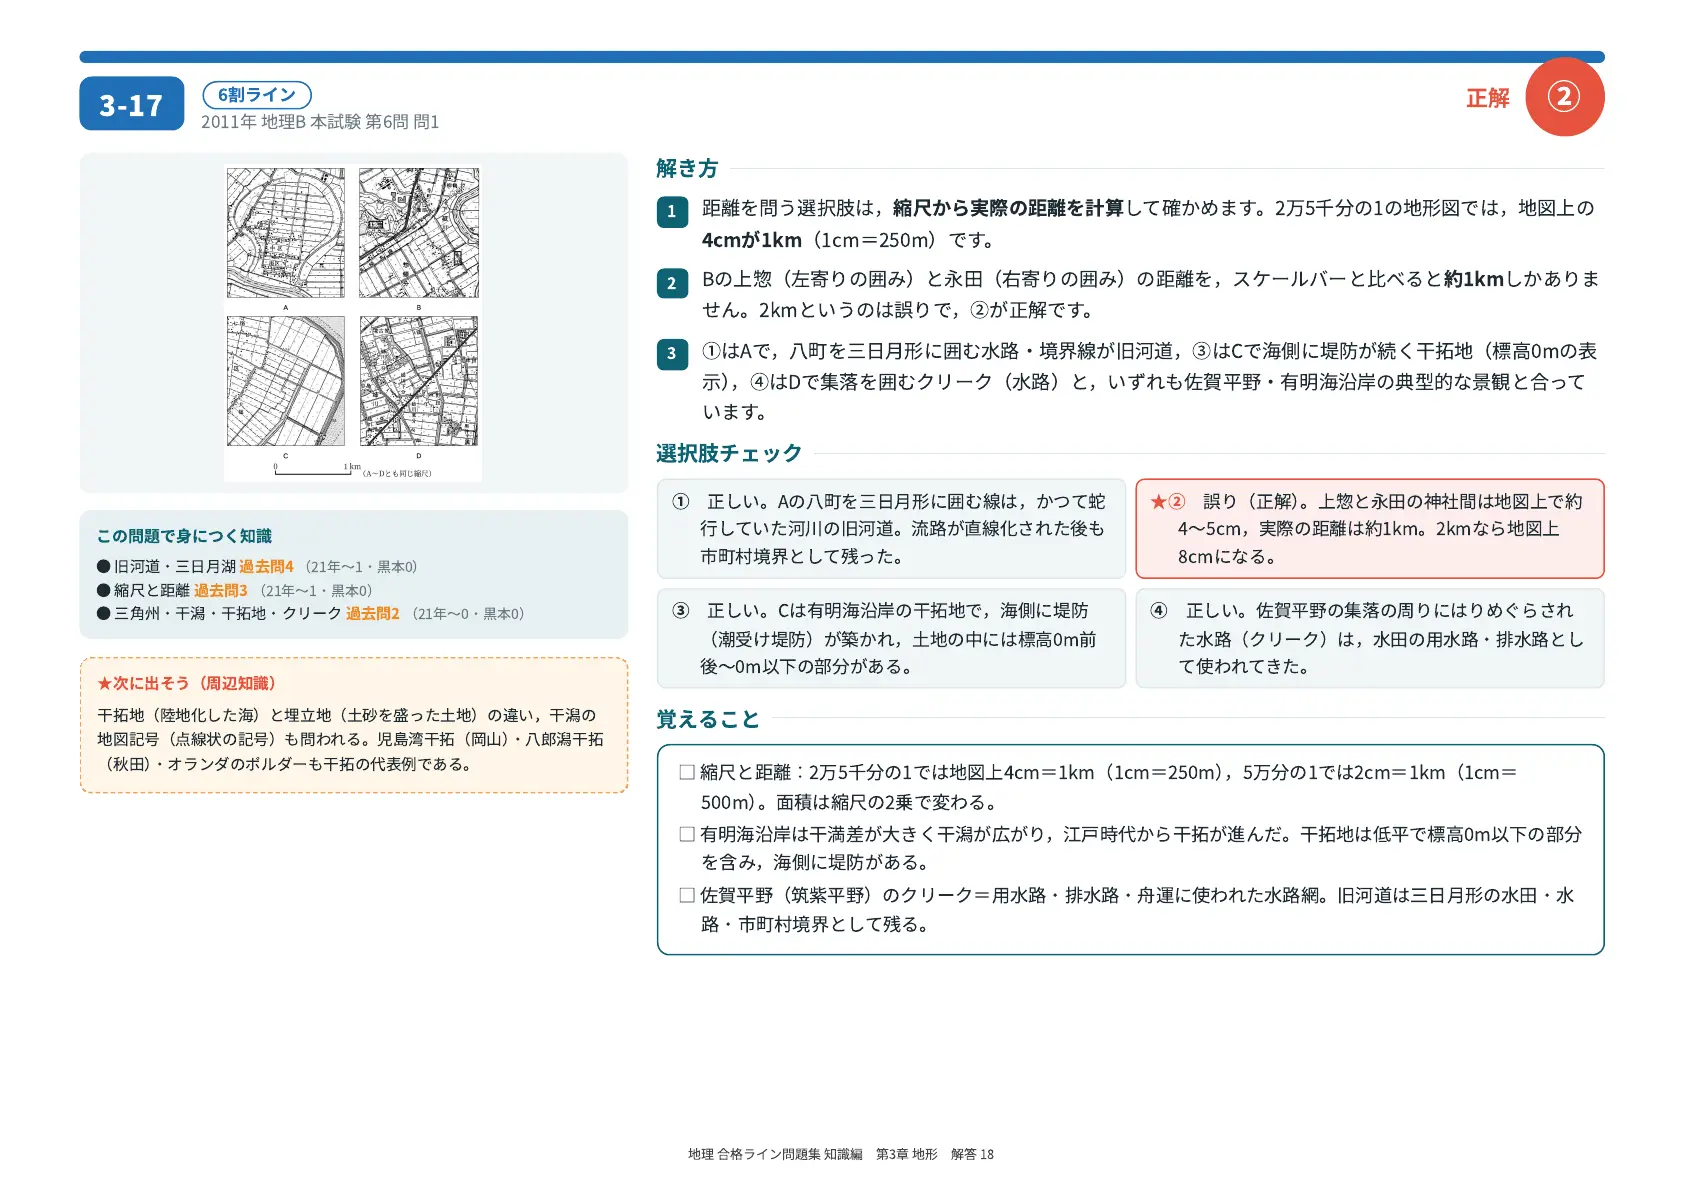 3-17
6割ライン
2011年 地理B 本試験 第6問 問1
正解 ②
A
B
C
D
0 1 km (A~Dとも同じ縮尺)
この問題で身につく知識
●旧河道・三日月湖 過去問4 (21年〜1・黒本0)
●縮尺と距離 過去問3 (21年〜1・黒本0)
●三角州・干潟・干拓地・クリーク 過去問2 (21年〜0・黒本0)
★次に出そう（周辺知識）
干拓地（陸地化した海）と埋立地（土砂を盛った土地）の違い，干潟の
地図記号（点線状の記号）も問われる。児島湾干拓（岡山）・八郎潟干拓
（秋田）・オランダのポルダーも干拓の代表例である。
解き方
1 距離を問う選択肢は，縮尺から実際の距離を計算して確かめます。2万5千分の1の地形図では，地図上の
4cmが1km（1cm＝250m）です。
2 Bの上惣（左寄りの囲み）と永田（右寄りの囲み）の距離を，スケールバーと比べると約1kmしかありま
せん。2kmというのは誤りで，②が正解です。
3 ①はAで，八町を三日月形に囲む水路・境界線が旧河道，③はCで海側に堤防が続く干拓地（標高0mの表
示），④はDで集落を囲むクリーク（水路）と，いずれも佐賀平野・有明海沿岸の典型的な景観と合って
います。
選択肢チェック
① 正しい。Aの八町を三日月形に囲む線は，かつて蛇
行していた河川の旧河道。流路が直線化された後も
市町村境界として残った。
★② 誤り（正解）。上惣と永田の神社間は地図上で約
4〜5cm，実際の距離は約1km。2kmなら地図上
8cmになる。
③ 正しい。Cは有明海沿岸の干拓地で，海側に堤防
（潮受け堤防）が築かれ，土地の中には標高0m前
後〜0m以下の部分がある。
④ 正しい。佐賀平野の集落の周りにはりめぐらされ
た水路（クリーク）は，水田の用水路・排水路とし
て使われてきた。
覚えること
□ 縮尺と距離：2万5千分の1では地図上4cm＝1km（1cm＝250m），5万分の1では2cm＝1km（1cm＝
500m）。面積は縮尺の2乗で変わる。
□ 有明海沿岸は干満差が大きく干潟が広がり，江戸時代から干拓が進んだ。干拓地は低平で標高0m以下の部分
を含み，海側に堤防がある。
□ 佐賀平野（筑紫平野）のクリーク＝用水路・排水路・舟運に使われた水路網。旧河道は三日月形の水田・水
路・市町村境界として残る。
地理 合格ライン問題集 知識編 第3章 地形 解答 18